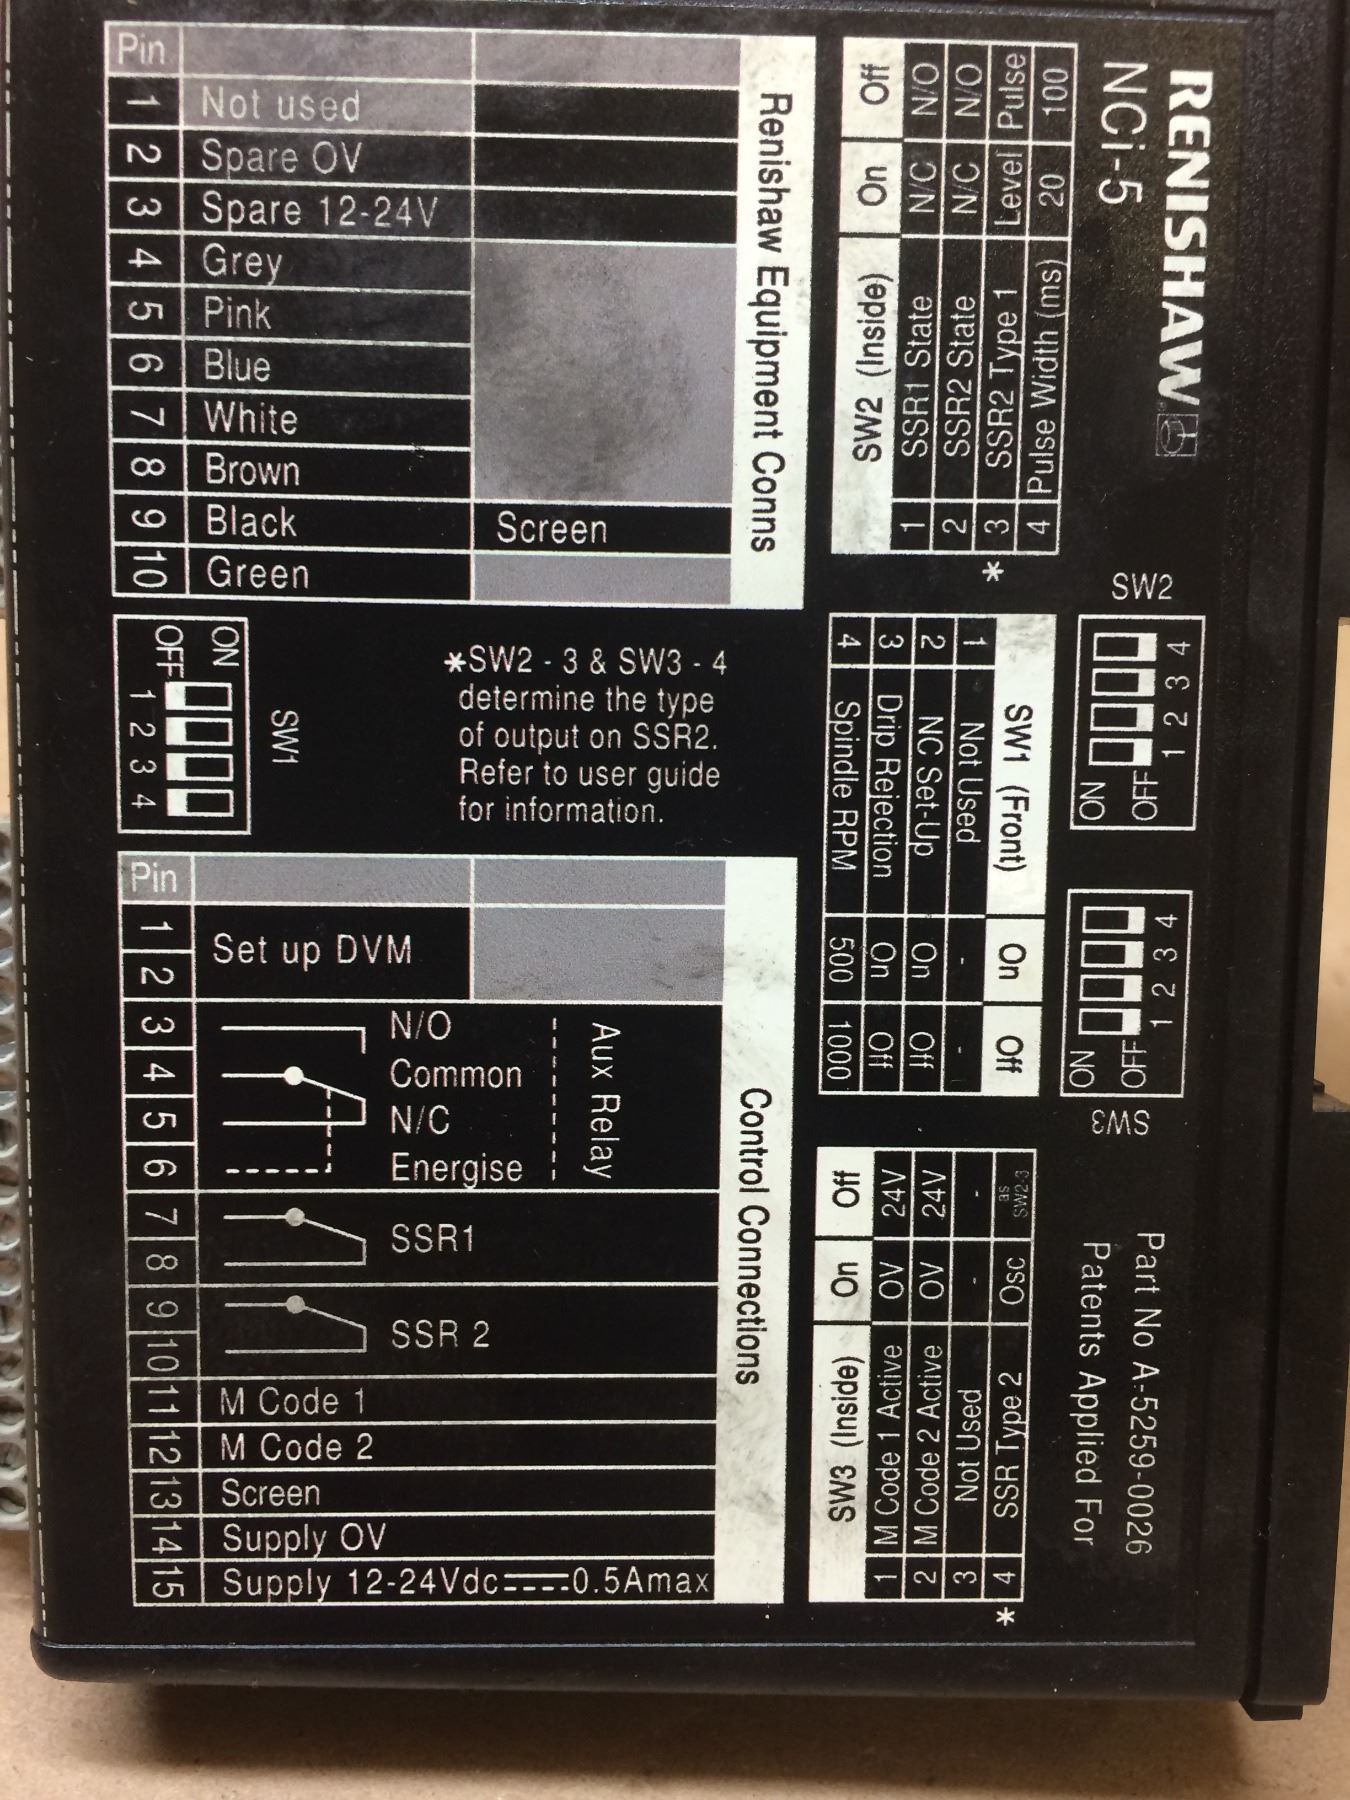 RENISHAW
NCi-5
Part No A-5259-0026
Patents Applied For
Renishaw Equipment Conns
Pin
1 Not used
2 Spare OV
3 Spare 12-24V
4 Grey
5 Pink
6 Blue
7 White
8 Brown
9 Black Screen
10 Green
SW2 (Inside) On Off
1 SSR1 State N/C N/O
2 SSR2 State N/C N/O
* 3 SSR2 Type 1 Level Pulse
4 Pulse Width (ms) 20 100
SW2
1 2 3 4
OFF
ON
SW1
ON
OFF
1 2 3 4
*SW2 - 3 & SW3 - 4
determine the type
of output on SSR2.
Refer to user guide
for information.
SW1 (Front) On Off
1 Not Used - -
2 NC Set-Up On Off
3 Drip Rejection On Off
4 Spindle RPM 500 1000
SW3
1 2 3 4
OFF
ON
SW3 (Inside) On Off
1 M Code 1 Active OV 24V
2 M Code 2 Active OV 24V
3 Not Used - -
* 4 SSR Type 2 Osc as SW2-3
Control Connections
Pin
1 2 Set up DVM
3 N/O
4 Common
5 N/C
6 Energise
Aux Relay
7 8 SSR1
9 10 SSR 2
11 M Code 1
12 M Code 2
13 Screen
14 Supply OV
15 Supply 12-24Vdc 0.5Amax